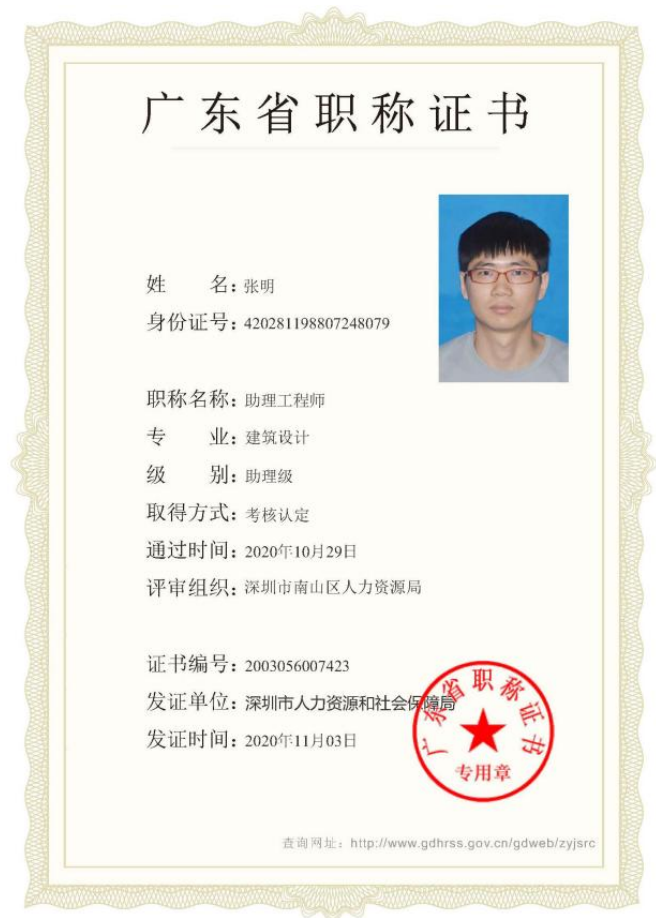 广东省职称证书
姓 名：张明
身份证号：420281198807248079
职称名称：助理工程师
专 业：建筑设计
级 别：助理级
取得方式：考核认定
通过时间：2020年10月29日
评审组织：深圳市南山区人力资源局
证书编号：2003056007423
发证单位：深圳市人力资源和社会保障局
发证时间：2020年11月03日
广东省职称证书
专用章
查询网址：http://www.gdhrss.gov.cn/gdweb/zyjsrc